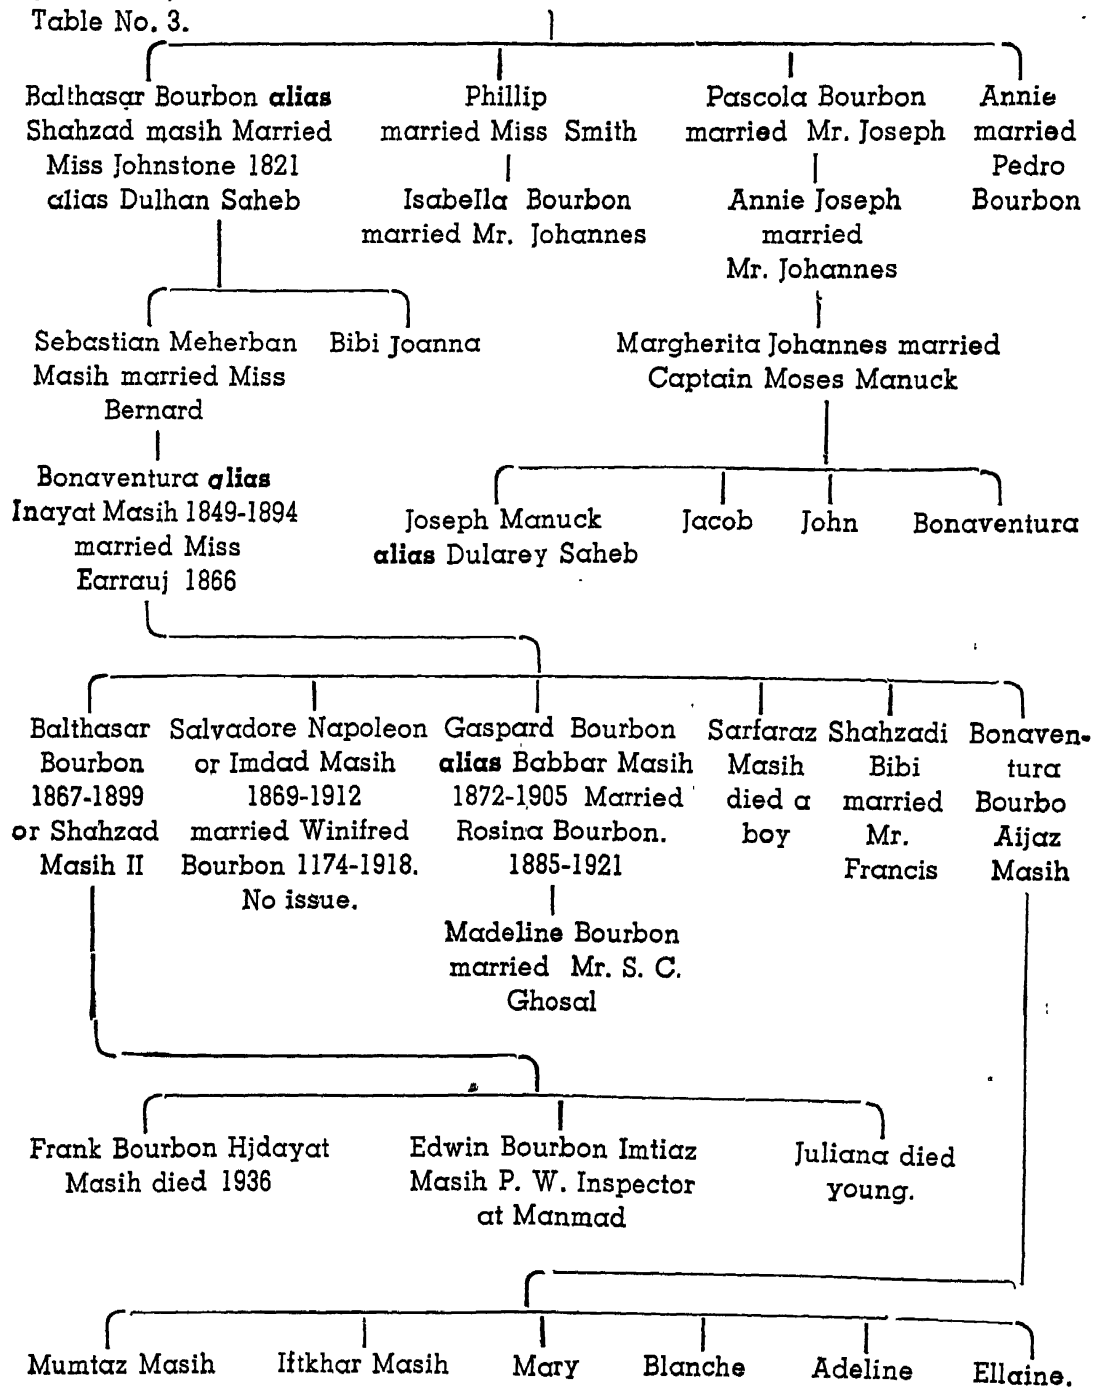 Table No. 3.
Balthasar Bourbon alias
Shahzad masih Married
Miss Johnstone 1821
alias Dulhan Saheb
Phillip
married Miss Smith
Isabella Bourbon
married Mr. Johannes
Pascola Bourbon
married Mr. Joseph
Annie Joseph
married
Mr. Johannes
Annie
married
Pedro
Bourbon
Sebastian Meherban
Masih married Miss
Bernard
Bibi Joanna
Margherita Johannes married
Captain Moses Manuck
Bonaventura alias
Inayat Masih 1849-1894
married Miss
Earrauj 1866
Joseph Manuck
alias Dularey Saheb
Jacob
John
Bonaventura
Balthasar
Bourbon
1867-1899
or Shahzad
Masih II
Salvadore Napoleon
or Imdad Masih
1869-1912
married Winifred
Bourbon 1174-1918.
No issue.
Gaspard Bourbon
alias Babbar Masih
1872-1905 Married
Rosina Bourbon.
1885-1921
Madeline Bourbon
married Mr. S. C.
Ghosal
Sarfaraz
Masih
died a
boy
Shahzadi
Bibi
married
Mr.
Francis
Bonaven-
tura
Bourbo
Aijaz
Masih
Frank Bourbon Hjdayat
Masih died 1936
Edwin Bourbon Imtiaz
Masih P. W. Inspector
at Manmad
Juliana died
young.
Mumtaz Masih
Iftkhar Masih
Mary
Blanche
Adeline
Ellaine.